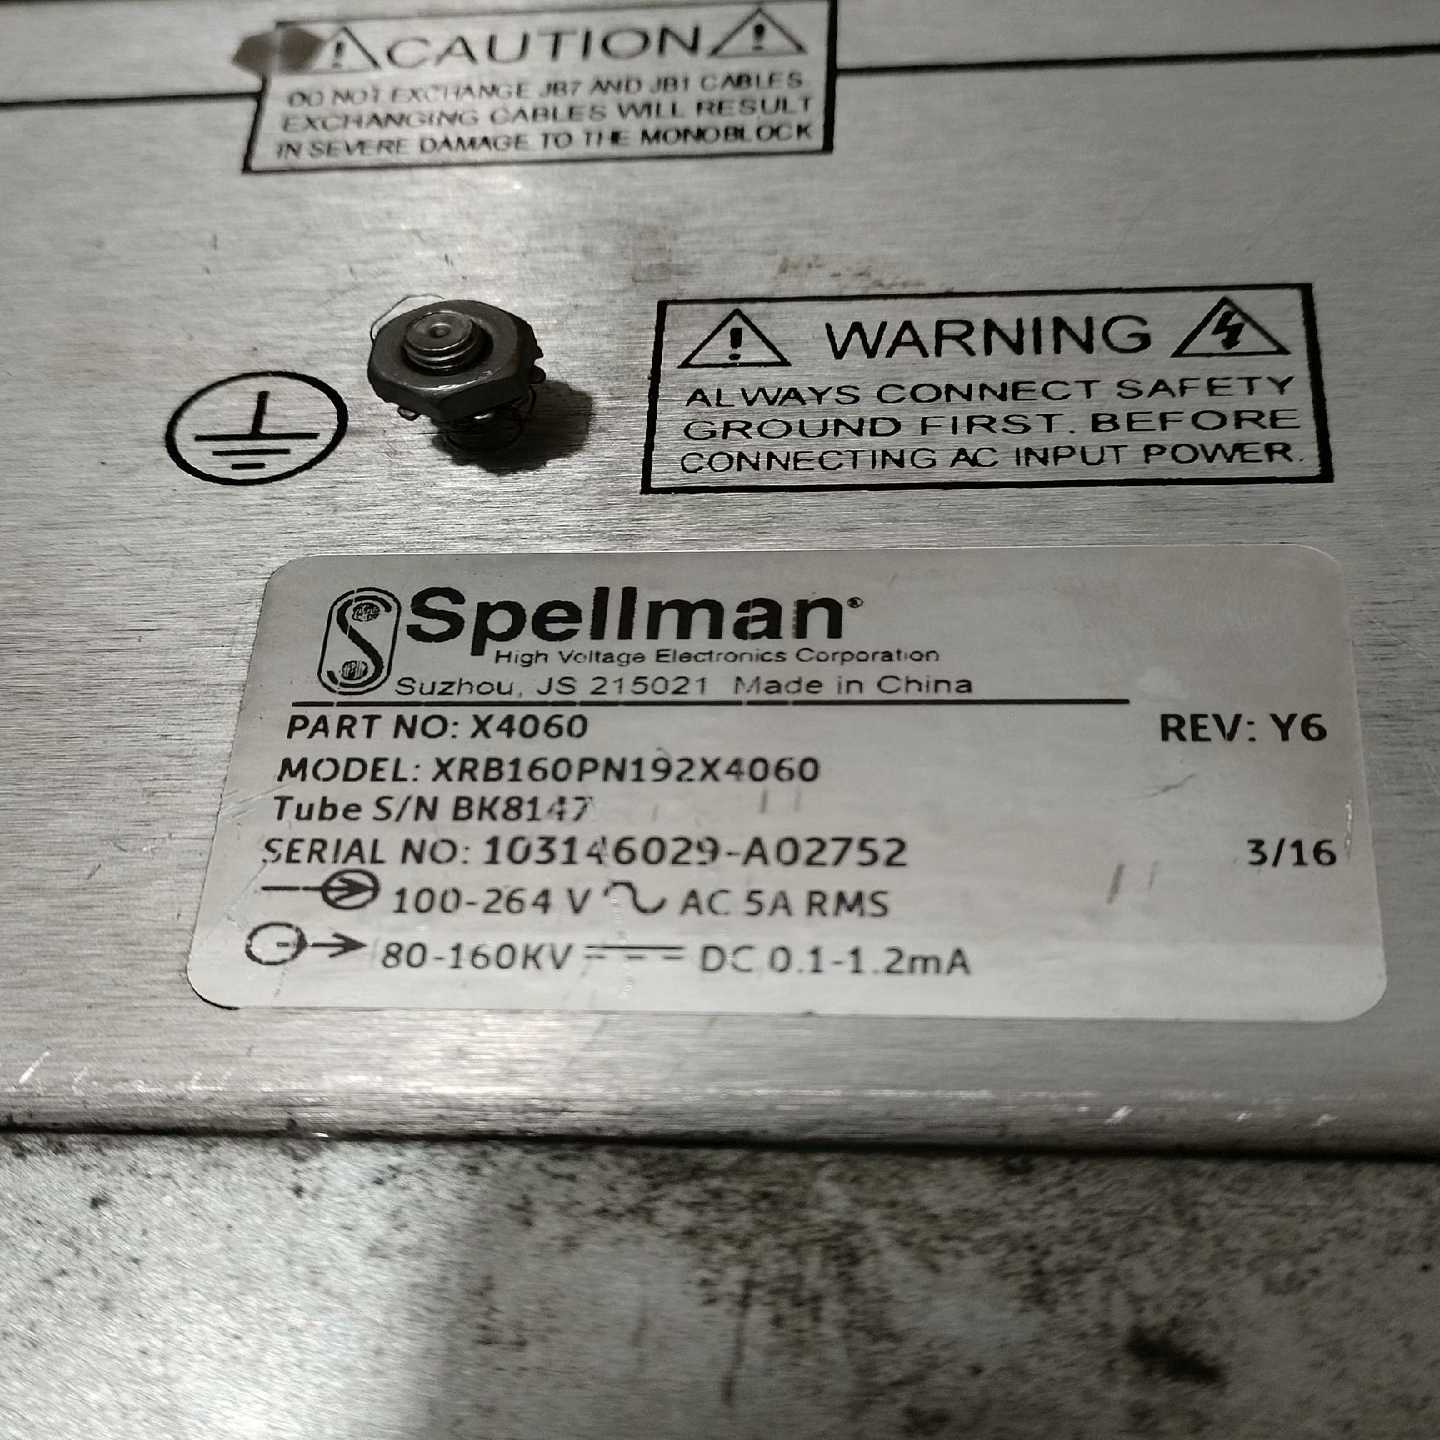 CAUTION
DO NOT EXCHANGE JB7 AND JB1 CABLES
EXCHANGING CABLES WILL RESULT
IN SEVERE DAMAGE TO THE MONOBLOCK
WARNING
ALWAYS CONNECT SAFETY
GROUND FIRST. BEFORE
CONNECTING AC INPUT POWER.
Spellman®
High Voltage Electronics Corporation
Suzhou, JS 215021 Made in China
PART NO: X4060 REV: Y6
MODEL: XRB160PN192X4060
Tube S/N BK8147
SERIAL NO: 103146029-A02752 3/16
100-264 V AC 5A RMS
80-160KV DC 0.1-1.2mA